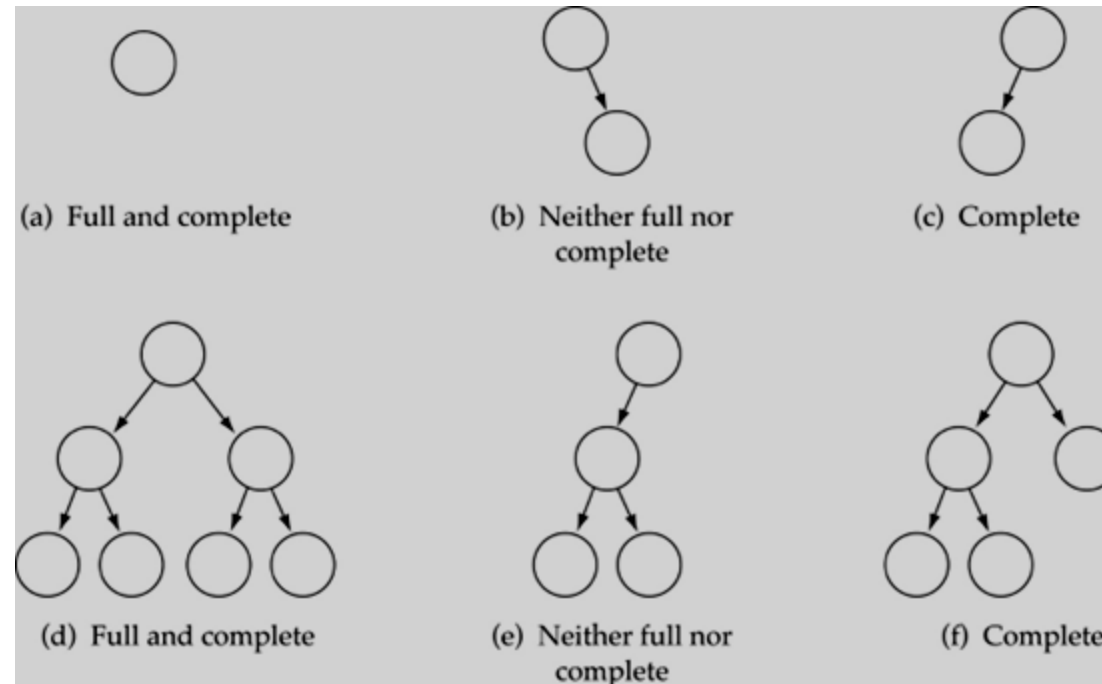 (a) Full and complete
(b) Neither full nor
complete
(c) Complete
(d) Full and complete
(e) Neither full nor
complete
(f) Complete